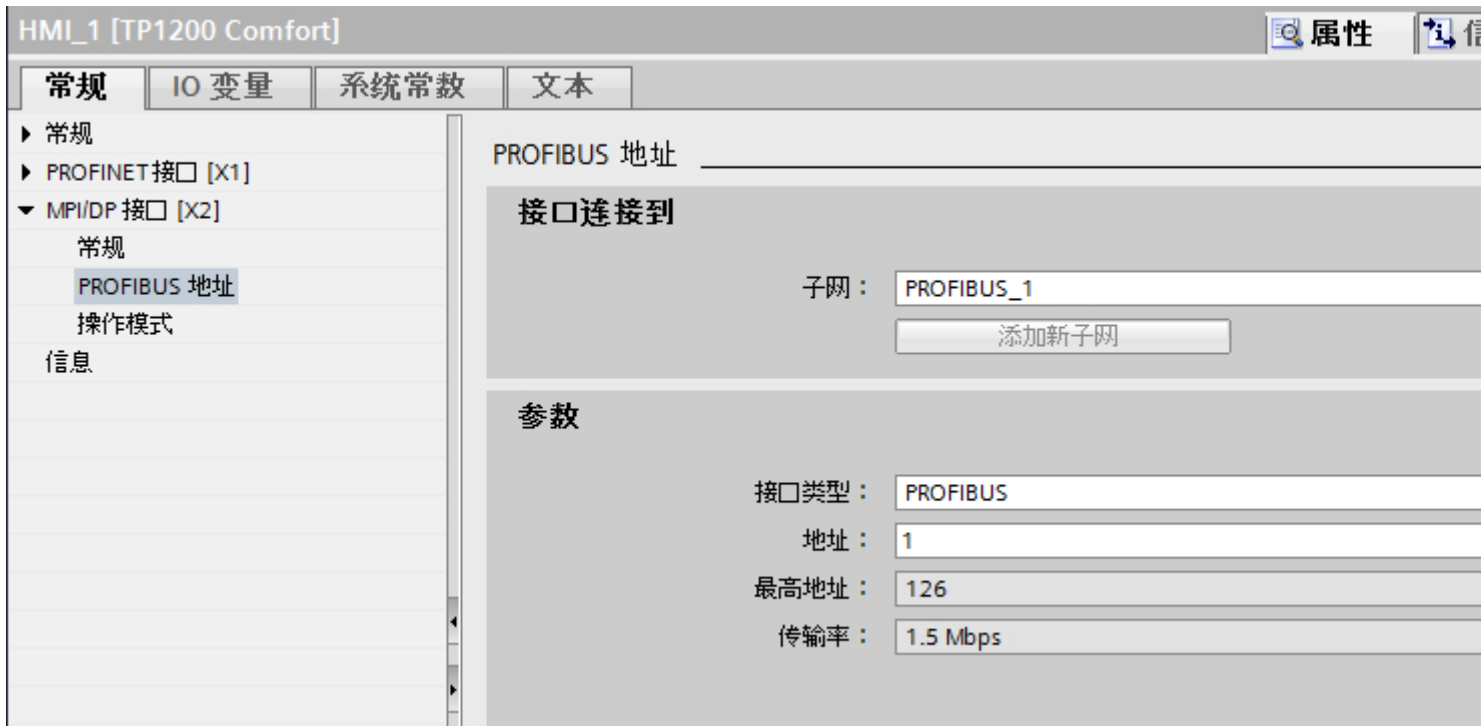 HMI_1 [TP1200 Comfort]
属性
常规 IO 变量 系统常数 文本
常规
PROFINET接口 [X1]
MPI/DP 接口 [X2]
常规
PROFIBUS 地址
操作模式
信息
PROFIBUS 地址
接口连接到
子网：
PROFIBUS_1
添加新子网
参数
接口类型：
PROFIBUS
地址：
1
最高地址：
126
传输率：
1.5 Mbps